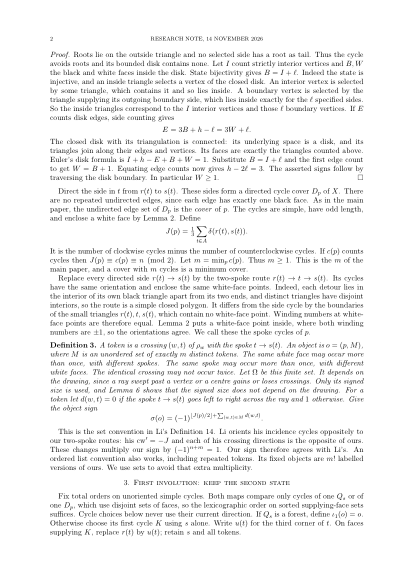 2 RESEARCH NOTE, 14 NOVEMBER 2026
Proof. Roots lie on the outside triangle and no selected side has a root as tail. Thus the cycle
avoids roots and its bounded disk contains none. Let I count strictly interior vertices and B, W
the black and white faces inside the disk. State bijectivity gives B = I + ℓ. Indeed the state is
injective, and an inside triangle selects a vertex of the closed disk. An interior vertex is selected
by some triangle, which contains it and so lies inside. A boundary vertex is selected by the
triangle supplying its outgoing boundary side, which lies inside exactly for the ℓ specified sides.
So the inside triangles correspond to the I interior vertices and those ℓ boundary vertices. If E
counts disk edges, side counting gives
E = 3B + h − ℓ = 3W + ℓ.
The closed disk with its triangulation is connected: its underlying space is a disk, and its
triangles join along their edges and vertices. Its faces are exactly the triangles counted above.
Euler's disk formula is I + h − E + B + W = 1. Substitute B = I + ℓ and the first edge count
to get W = B + 1. Equating edge counts now gives h − 2ℓ = 3. The asserted signs follow by
traversing the disk boundary. In particular W ≥ 1. □
Direct the side in t from r(t) to s(t). These sides form a directed cycle cover D_p of X. There
are no repeated undirected edges, since each edge has exactly one black face. As in the main
paper, the undirected edge set of D_p is the cover of p. The cycles are simple, have odd length,
and enclose a white face by Lemma 2. Define
J(p) = ⅓ ∑_{t∈A} δ(r(t), s(t)).
It is the number of clockwise cycles minus the number of counterclockwise cycles. If c(p) counts
cycles then J(p) ≡ c(p) ≡ n (mod 2). Let m = min_p c(p). Thus m ≥ 1. This is the m of the
main paper, and a cover with m cycles is a minimum cover.
Replace every directed side r(t) → s(t) by the two-spoke route r(t) → t → s(t). Its cycles
have the same orientation and enclose the same white-face points. Indeed, each detour lies in
the interior of its own black triangle apart from its two ends, and distinct triangles have disjoint
interiors, so the route is a simple closed polygon. It differs from the side cycle by the boundaries
of the small triangles r(t), t, s(t), which contain no white-face point. Winding numbers at white-
face points are therefore equal. Lemma 2 puts a white-face point inside, where both winding
numbers are ±1, so the orientations agree. We call these the spoke cycles of p.
Definition 3. A token is a crossing (w, t) of ρ_w with the spoke t → s(t). An object is o = (p, M),
where M is an unordered set of exactly m distinct tokens. The same white face may occur more
than once, with different spokes. The same spoke may occur more than once, with different
white faces. The identical crossing may not occur twice. Let Ω be this finite set. It depends on
the drawing, since a ray swept past a vertex or a centre gains or loses crossings. Only its signed
size is used, and Lemma 6 shows that the signed size does not depend on the drawing. For a
token let d(w, t) = 0 if the spoke t → s(t) goes left to right across the ray and 1 otherwise. Give
the object sign
σ(o) = (−1)^{⌊J(p)/2⌋+∑_{(w,t)∈M} d(w,t)}
This is the set convention in Li's Definition 14. Li orients his incidence cycles oppositely to
our two-spoke routes: his cw′ = −J and each of his crossing directions is the opposite of ours.
These changes multiply our sign by (−1)^{n+m} = 1. Our sign therefore agrees with Li's. An
ordered list convention also works, including repeated tokens. Its fixed objects are m! labelled
versions of ours. We use sets to avoid that extra multiplicity.
3. First involution: keep the second state
Fix total orders on unoriented simple cycles. Both maps compare only cycles of one Q_s or of
one D_p, which use disjoint sets of faces, so the lexicographic order on sorted supplying-face sets
suffices. Cycle choices below never use their current direction. If Q_s is a forest, define ι₁(o) = o.
Otherwise choose its first cycle K using s alone. Write u(t) for the third corner of t. On faces
supplying K, replace r(t) by u(t); retain s and all tokens.